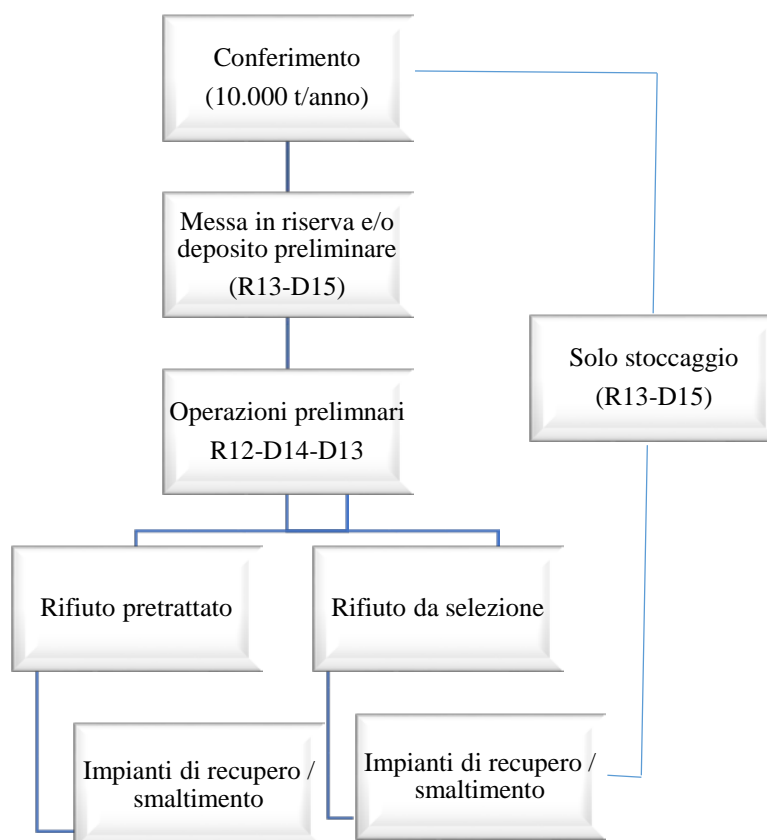 Conferimento
(10.000 t/anno)
Messa in riserva e/o
deposito preliminare
(R13-D15)
Solo stoccaggio
(R13-D15)
Operazioni prelimnari
R12-D14-D13
Rifiuto pretrattato
Rifiuto da selezione
Impianti di recupero /
smaltimento
Impianti di recupero /
smaltimento